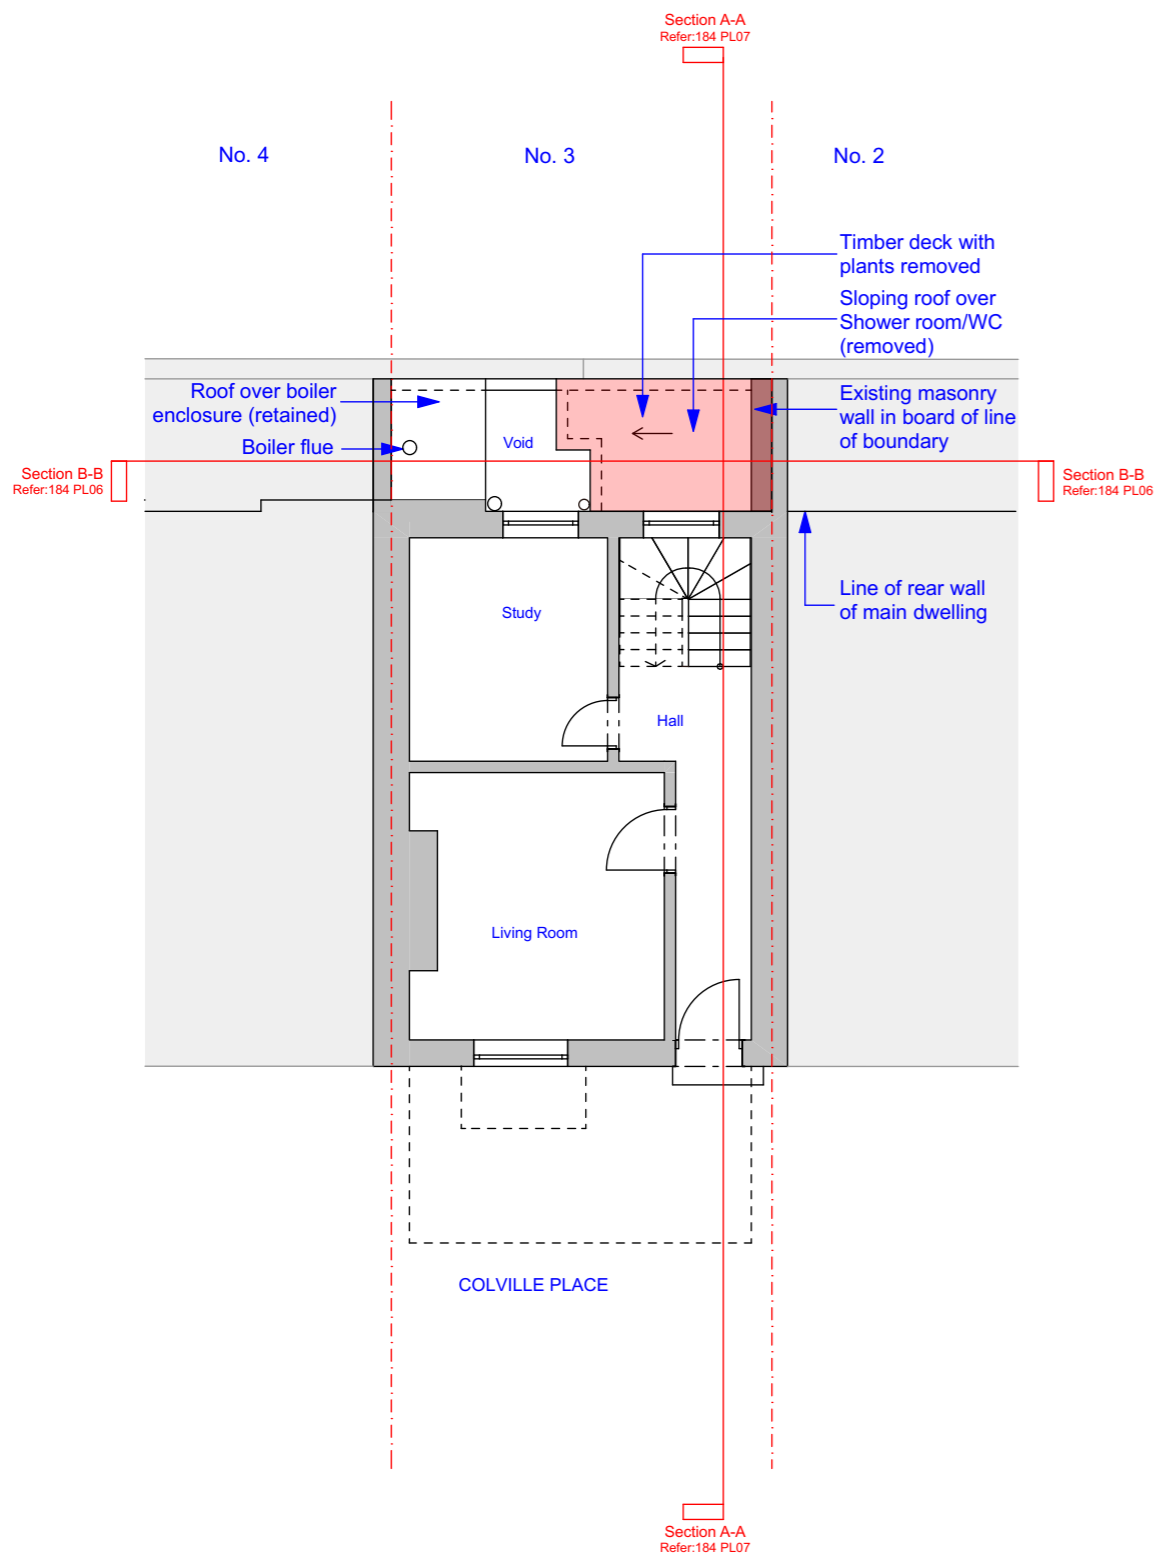 Section A-A
Refer:184 PL07
No. 4
No. 3
No. 2
Timber deck with
plants removed
Sloping roof over
Shower room/WC
(removed)
Roof over boiler
enclosure (retained)
Existing masonry
wall in board of line
of boundary
Boiler flue
Void
Section B-B
Refer:184 PL06
Section B-B
Refer:184 PL06
Line of rear wall
of main dwelling
Study
Hall
Living Room
COLVILLE PLACE
Section A-A
Refer:184 PL07